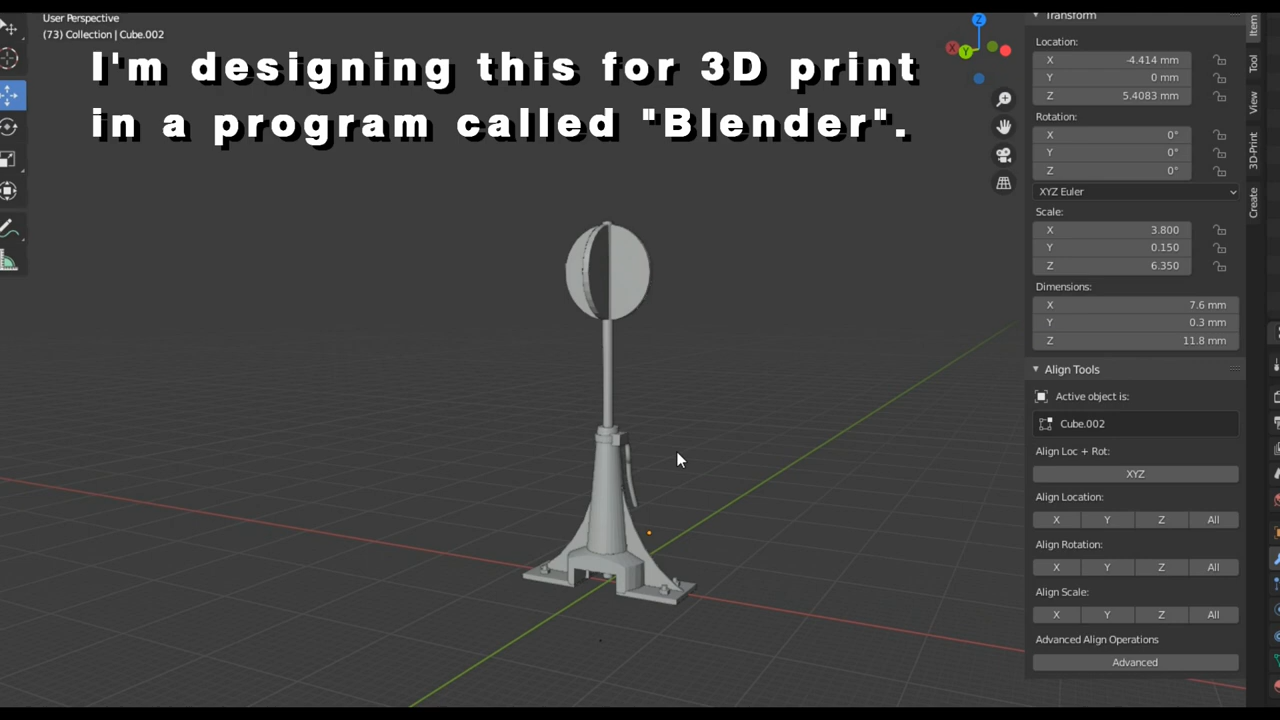 User Perspective
(73) Collection | Cube.002
I'm designing this for 3D print
in a program called "Blender".
Z
X
Y
Transform
Location:
X -4.414 mm
Y 0 mm
Z 5.4083 mm
Rotation:
X 0°
Y 0°
Z 0°
XYZ Euler
Scale:
X 3.800
Y 0.150
Z 6.350
Dimensions:
X 7.6 mm
Y 0.3 mm
Z 11.8 mm
Align Tools
Active object is:
Cube.002
Align Loc + Rot:
XYZ
Align Location:
X Y Z All
Align Rotation:
X Y Z All
Align Scale:
X Y Z All
Advanced Align Operations
Advanced
Item
Tool
View
3D-Print
Create